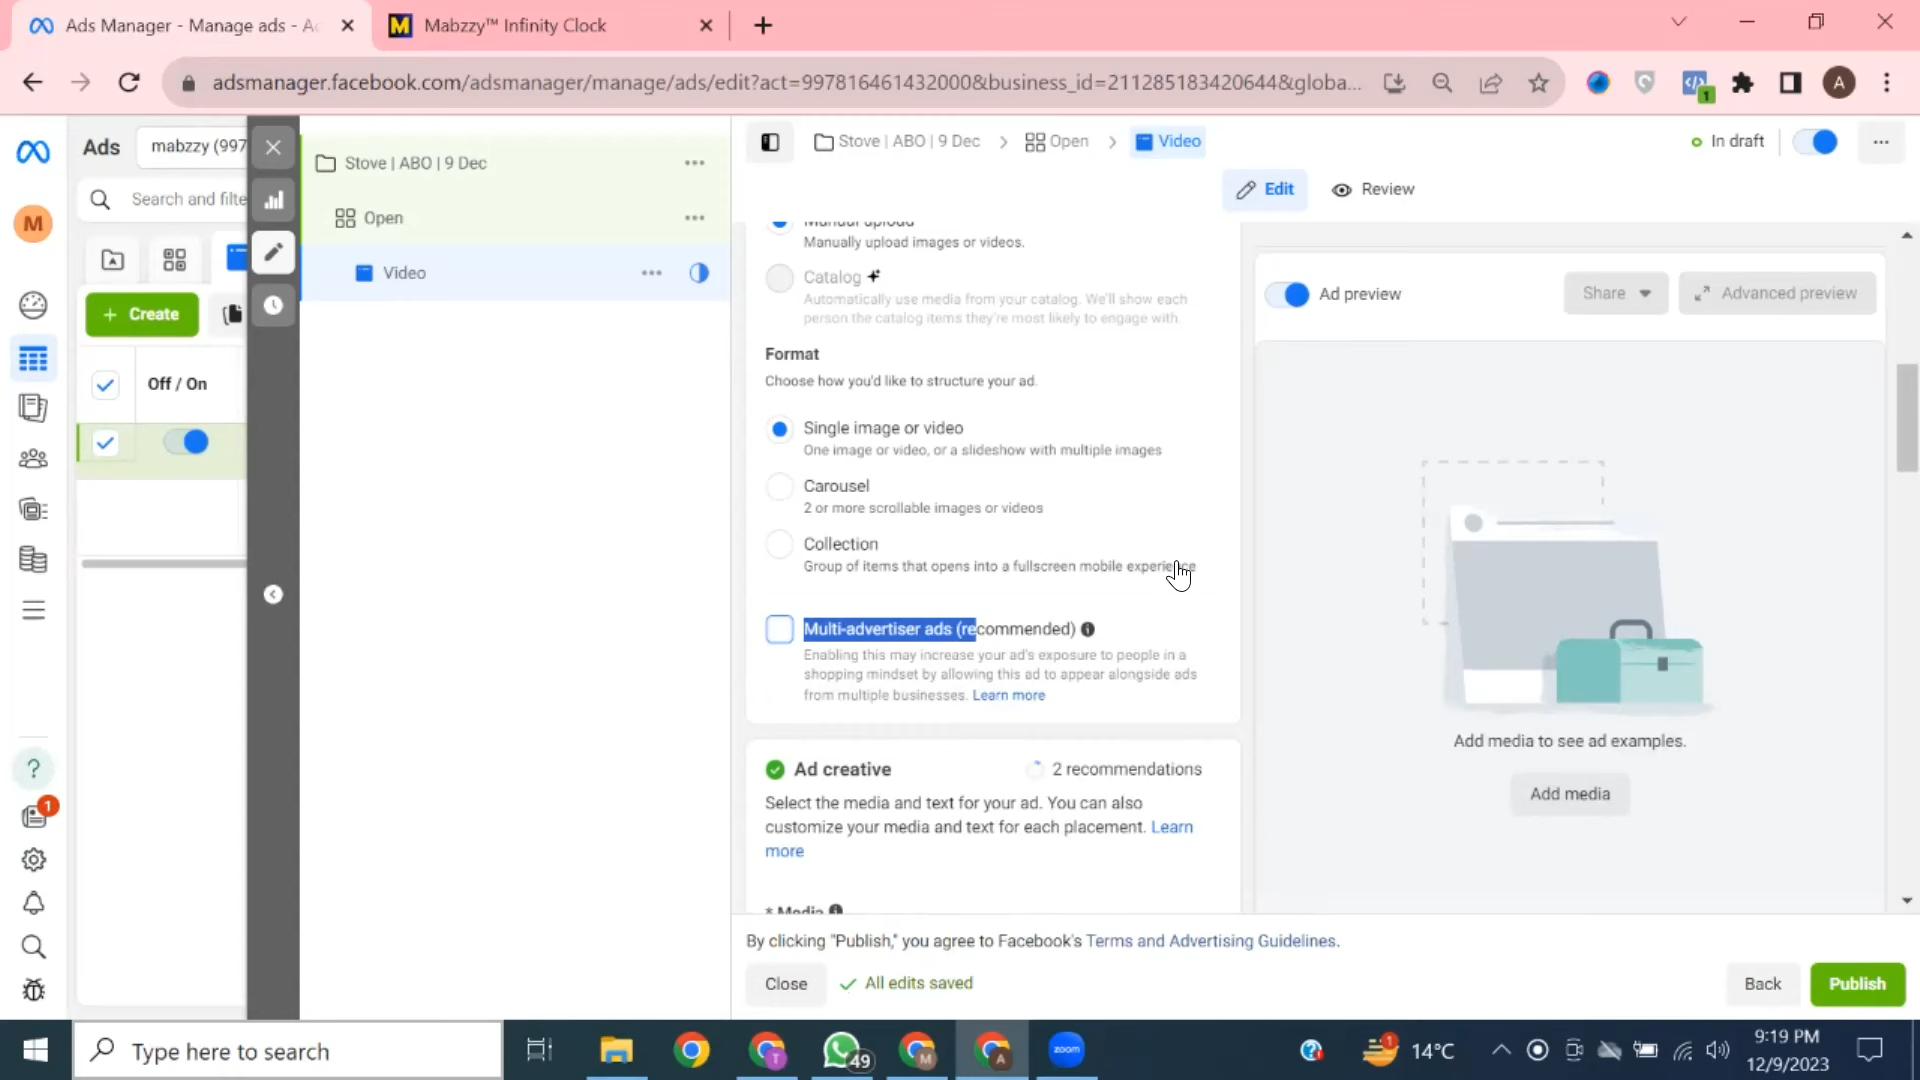 Ads Manager - Manage ads - Ac
Mabzzy™ Infinity Clock
adsmanager.facebook.com/adsmanager/manage/ads/edit?act=997816461432000&business_id=211285183420644&globa...
A
1
Ads
mabzzy (997
Stove | ABO | 9 Dec
Stove | ABO | 9 Dec
Open
Video
In draft
Search and filte
Edit
Review
M
Open
Manual upload
Manually upload images or videos.
Video
Catalog
Automatically use media from your catalog. We'll show each
person the catalog items they're most likely to engage with.
Ad preview
Share
Advanced preview
+ Create
Format
Choose how you'd like to structure your ad.
Off / On
Single image or video
One image or video, or a slideshow with multiple images
Carousel
2 or more scrollable images or videos
Collection
Group of items that opens into a fullscreen mobile experience
Multi-advertiser ads (recommended)
Enabling this may increase your ad's exposure to people in a
shopping mindset by allowing this ad to appear alongside ads
from multiple businesses. Learn more
Add media to see ad examples.
Add media
Ad creative
2 recommendations
Select the media and text for your ad. You can also
customize your media and text for each placement. Learn
more
* Media
?
1
By clicking "Publish," you agree to Facebook's Terms and Advertising Guidelines.
Close
All edits saved
Back
Publish
Type here to search
T
49
M
A
zoom
1
14°C
9:19 PM
12/9/2023